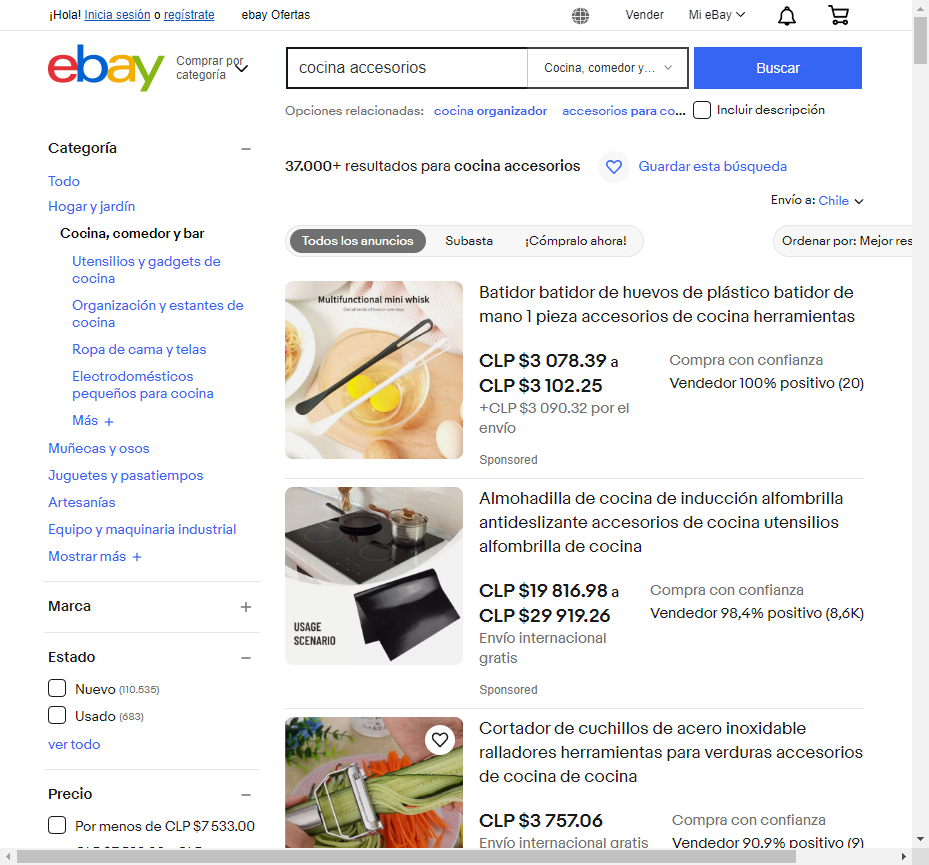 ¡Hola! Inicia sesión o regístrate
ebay Ofertas
Vender
Mi eBay
ebay
Comprar por
categoría
cocina accesorios
Cocina, comedor y...
Buscar
Opciones relacionadas:
cocina organizador
accesorios para co...
Incluir descripción
Categoría
Todo
Hogar y jardín
Cocina, comedor y bar
Utensilios y gadgets de
cocina
Organización y estantes de
cocina
Ropa de cama y telas
Electrodomésticos
pequeños para cocina
Más
Muñecas y osos
Juguetes y pasatiempos
Artesanías
Equipo y maquinaria industrial
Mostrar más
Marca
Estado
Nuevo (110.535)
Usado (683)
ver todo
Precio
Por menos de CLP $7 533.00
37.000+ resultados para cocina accesorios
Guardar esta búsqueda
Envío a: Chile
Todos los anuncios
Subasta
¡Cómpralo ahora!
Ordenar por: Mejor res
Multifunctional mini whisk
Batidor batidor de huevos de plástico batidor de
mano 1 pieza accesorios de cocina herramientas
CLP $3 078.39 a
CLP $3 102.25
+CLP $3 090.32 por el
envío
Sponsored
Compra con confianza
Vendedor 100% positivo (20)
USAGE
SCENARIO
Almohadilla de cocina de inducción alfombrilla
antideslizante accesorios de cocina utensilios
alfombrilla de cocina
CLP $19 816.98 a
CLP $29 919.26
Envío internacional
gratis
Sponsored
Compra con confianza
Vendedor 98,4% positivo (8,6K)
Cortador de cuchillos de acero inoxidable
ralladores herramientas para verduras accesorios
de cocina de cocina
CLP $3 757.06
Envío internacional gratis
Compra con confianza
Vendedor 90.9% positivo (9)